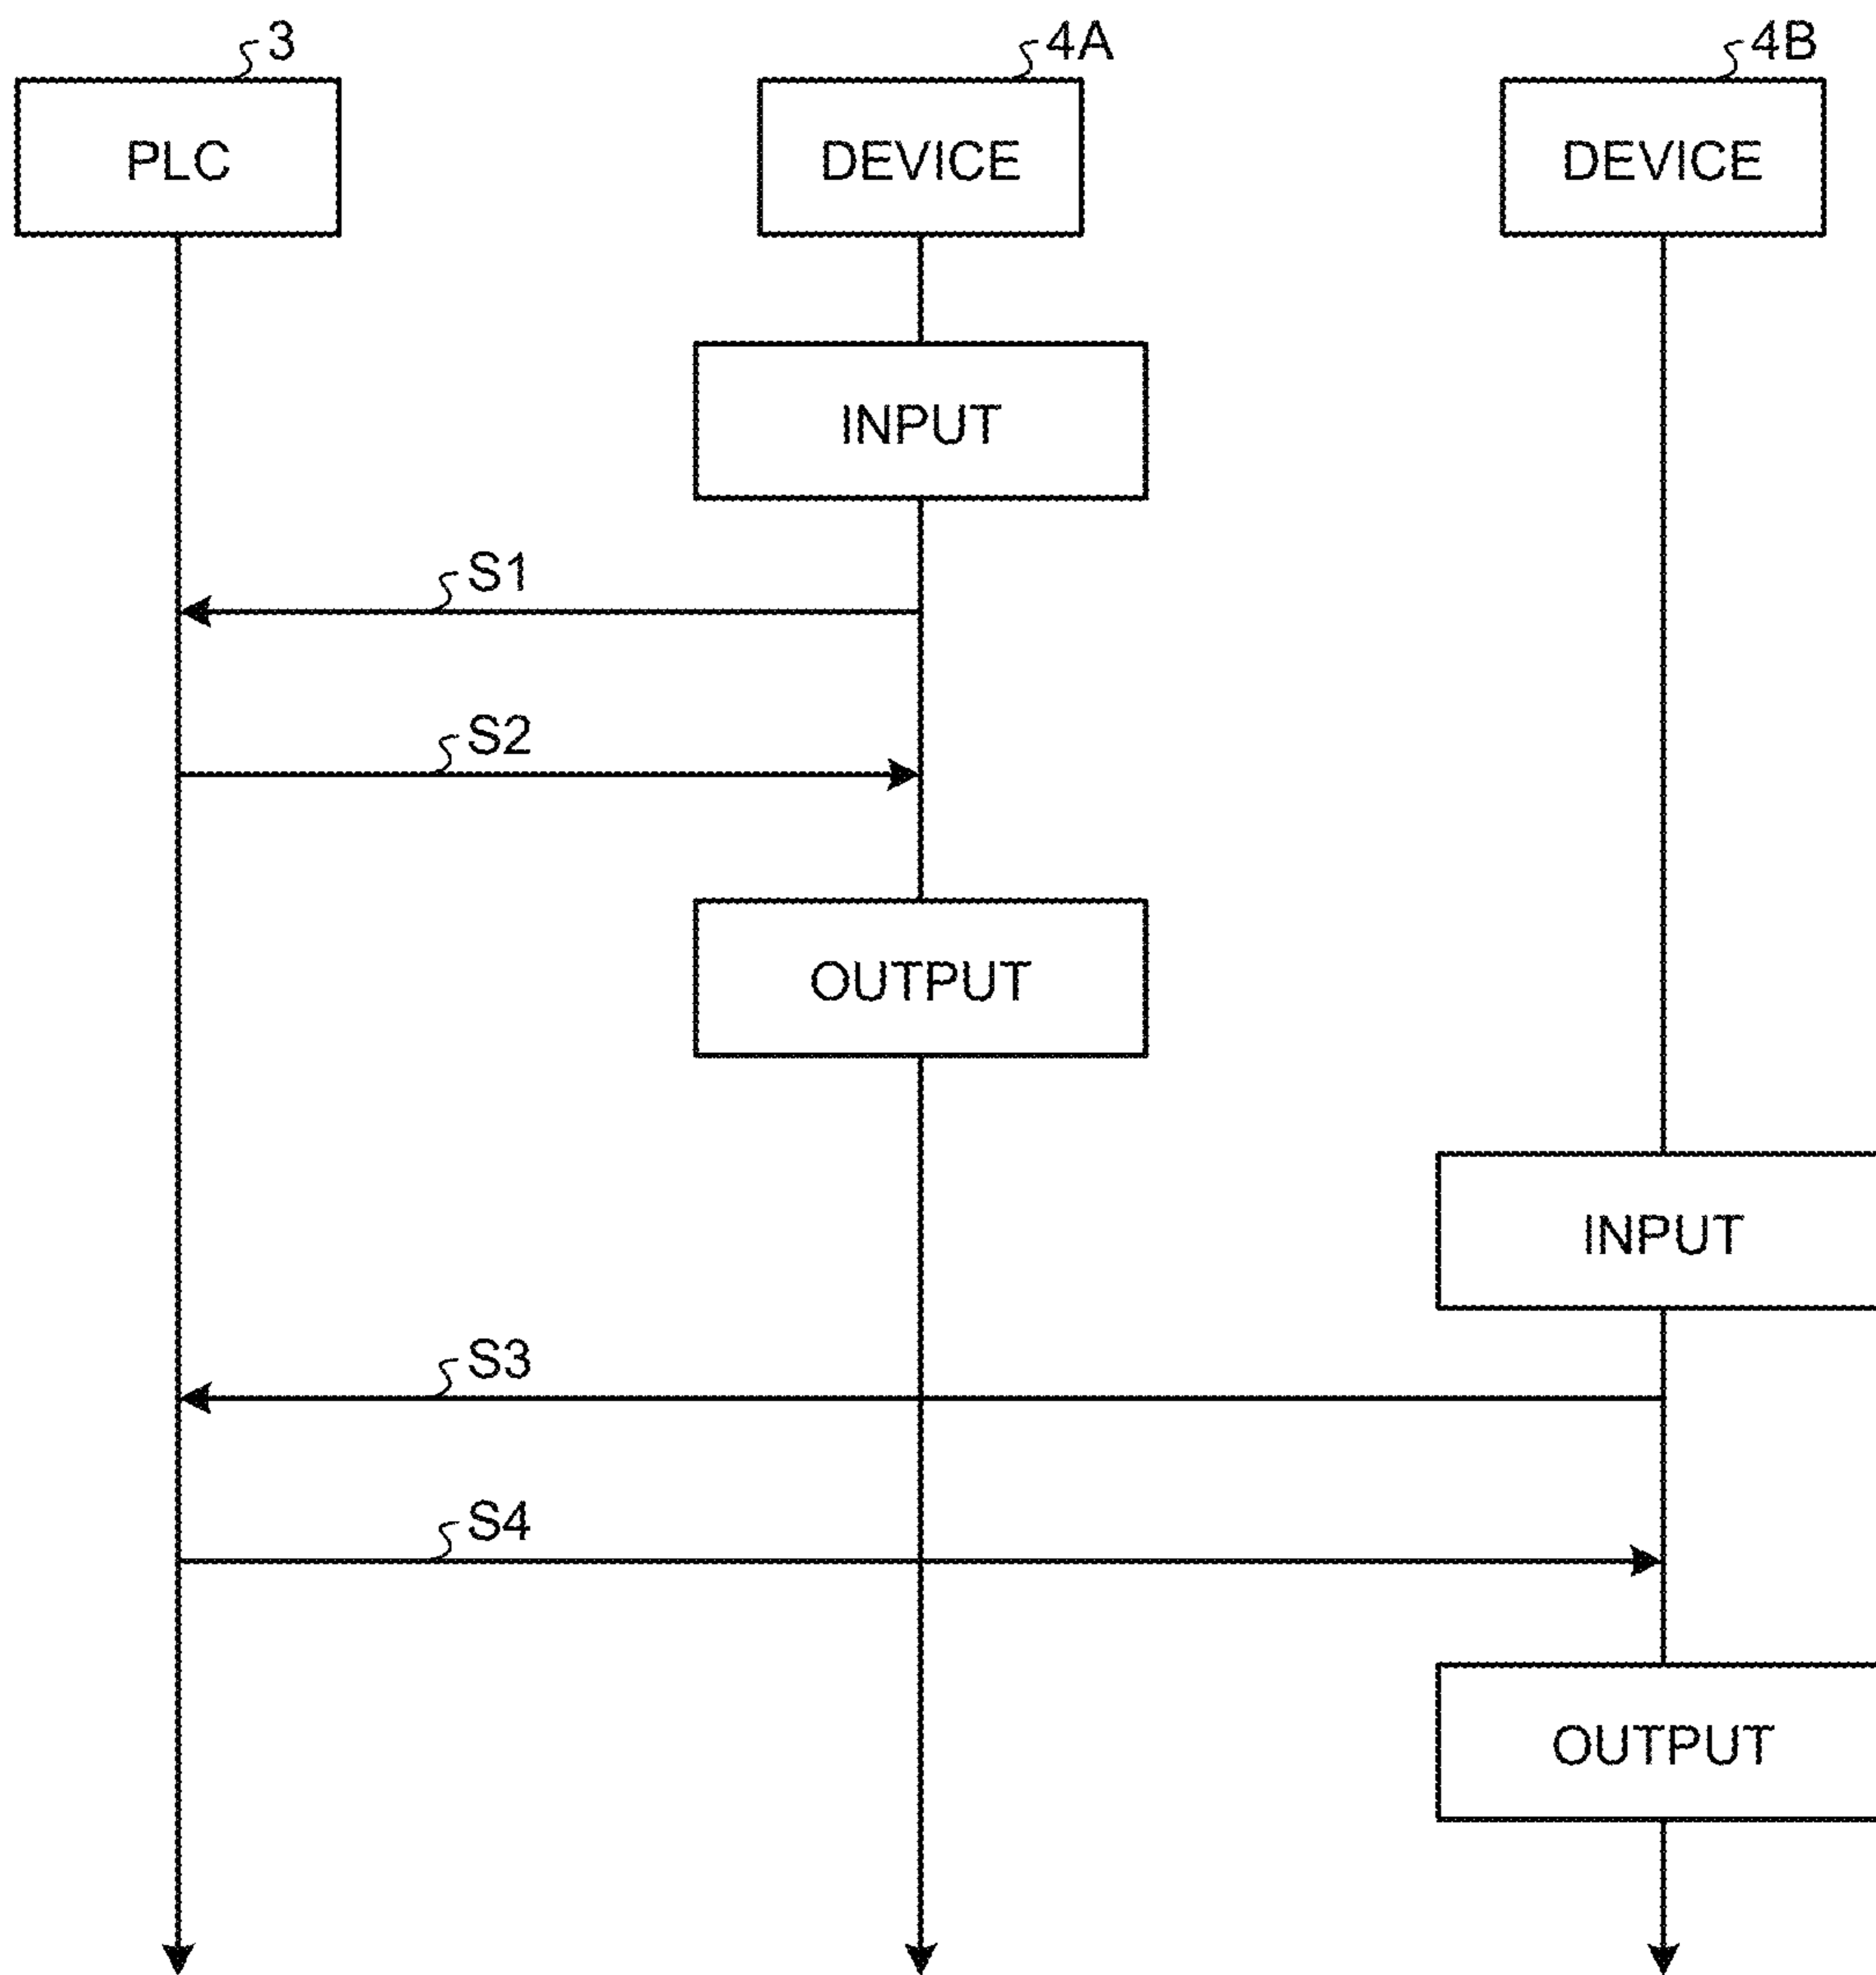 3
4A
4B
PLC
DEVICE
DEVICE
INPUT
S1
S2
OUTPUT
INPUT
S3
S4
OUTPUT